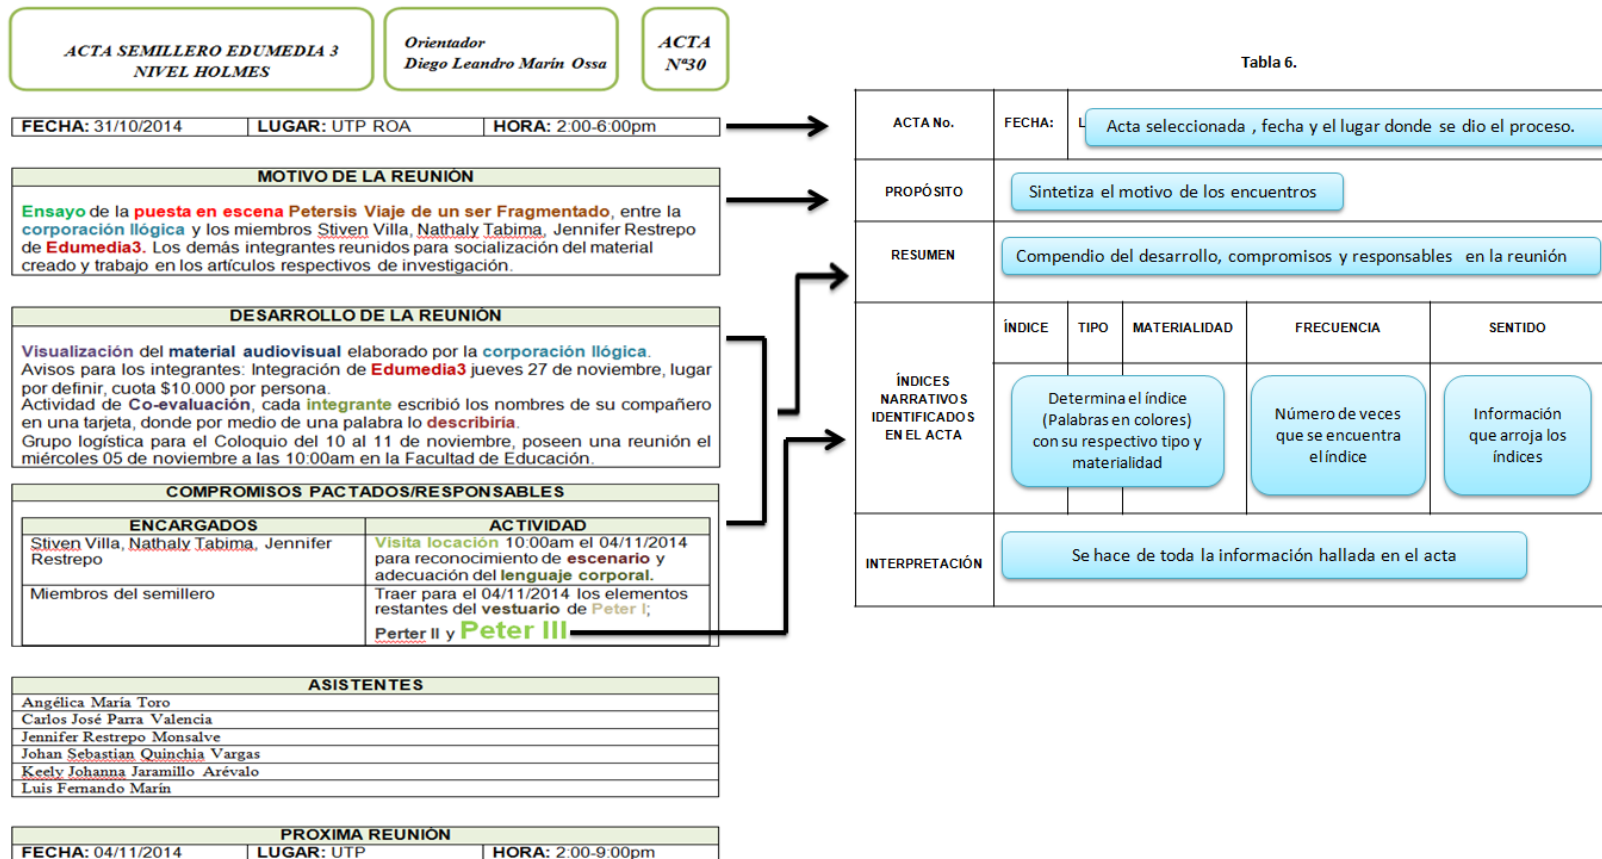 ACTA SEMILLERO EDUMEDIA 3
NIVEL HOLMES
Orientador
Diego Leandro Marín Ossa
ACTA
Nª30
FECHA: 31/10/2014 LUGAR: UTP ROA HORA: 2:00-6:00pm
MOTIVO DE LA REUNIÓN
Ensayo de la puesta en escena Petersis Viaje de un ser Fragmentado, entre la
corporación Ilógica y los miembros Stiven Villa, Nathaly Tabima, Jennifer Restrepo
de Edumedia3. Los demás integrantes reunidos para socialización del material
creado y trabajo en los artículos respectivos de investigación.
DESARROLLO DE LA REUNIÓN
Visualización del material audiovisual elaborado por la corporación Ilógica.
Avisos para los integrantes: Integración de Edumedia3 jueves 27 de noviembre, lugar
por definir, cuota $10.000 por persona.
Actividad de Co-evaluación, cada integrante escribió los nombres de su compañero
en una tarjeta, donde por medio de una palabra lo describiría.
Grupo logística para el Coloquio del 10 al 11 de noviembre, poseen una reunión el
miércoles 05 de noviembre a las 10:00am en la Facultad de Educación.
COMPROMISOS PACTADOS/RESPONSABLES
ENCARGADOS ACTIVIDAD
Stiven Villa, Nathaly Tabima, Jennifer
Restrepo
Visita locación 10:00am el 04/11/2014
para reconocimiento de escenario y
adecuación del lenguaje corporal.
Miembros del semillero
Traer para el 04/11/2014 los elementos
restantes del vestuario de Peter I;
Perter II y Peter III
ASISTENTES
Angélica María Toro
Carlos José Parra Valencia
Jennifer Restrepo Monsalve
Johan Sebastian Quinchia Vargas
Keely Johanna Jaramillo Arévalo
Luis Fernando Marín
PROXIMA REUNIÓN
FECHA: 04/11/2014 LUGAR: UTP HORA: 2:00-9:00pm
Tabla 6.
ACTA No. FECHA: L Acta seleccionada , fecha y el lugar donde se dio el proceso.
PROPÓSITO Sintetiza el motivo de los encuentros
RESUMEN Compendio del desarrollo, compromisos y responsables en la reunión
ÍNDICE TIPO MATERIALIDAD FRECUENCIA SENTIDO
ÍNDICES
NARRATIVOS
IDENTIFICADOS
EN EL ACTA
Determina el índice
(Palabras en colores)
con su respectivo tipo y
materialidad
Número de veces
que se encuentra
el índice
Información
que arroja los
índices
INTERPRETACIÓN Se hace de toda la información hallada en el acta